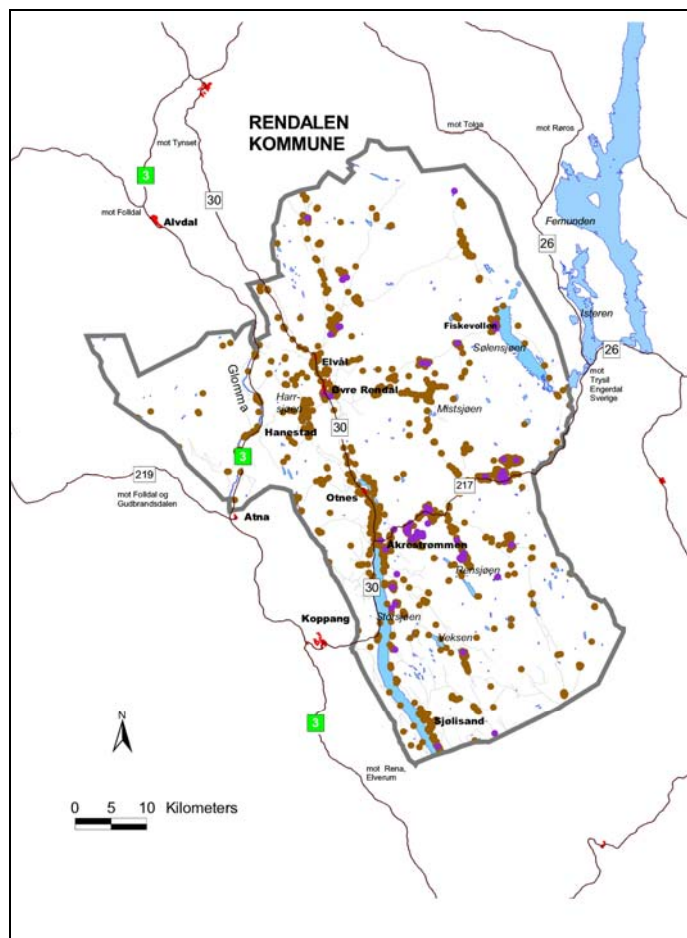 RENDALEN
KOMMUNE
mot Tolga
mot Røros
mot Tynset
3
30
mot Folldal
Alvdal
Femunden
26
Isteren
Fiskevollen
Sølensjøen
26
mot
Trysil
Engerdal
Sverige
Elvål
Øvre Rendal
Glomma
Harr-
sjøen
Mistsjøen
30
Hanestad
3
219
mot Folldal og
Gudbrandsdalen
217
Otnes
Atna
Åkrestrømmen
Rensjøen
30
Koppang
Storsjøen
Veksen
Sjølisand
3
N
mot Rena,
Elverum
0 5 10 Kilometers